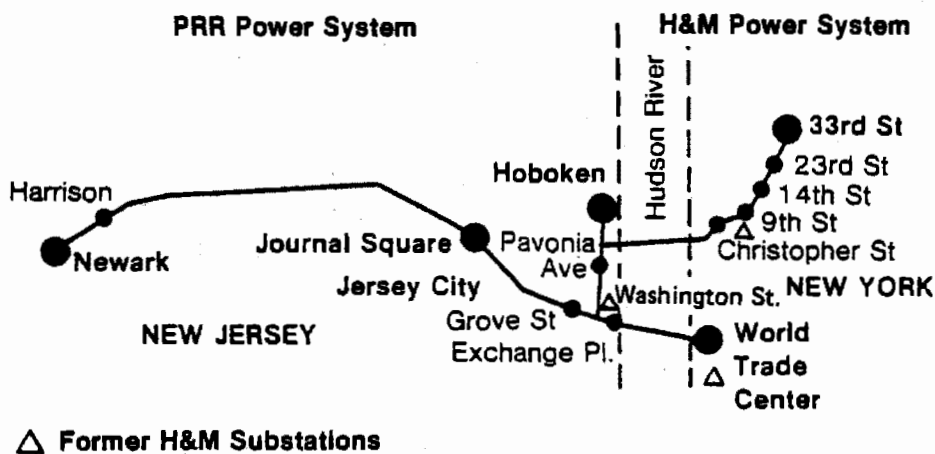 PRR Power System
H&M Power System
Hudson River
33rd St
23rd St
14th St
9th St
Christopher St
NEW YORK
Hoboken
Harrison
Newark
Journal Square
Jersey City
Pavonia
Ave
Washington St.
Grove St
Exchange Pl.
NEW JERSEY
World
Trade
Center
Former H&M Substations